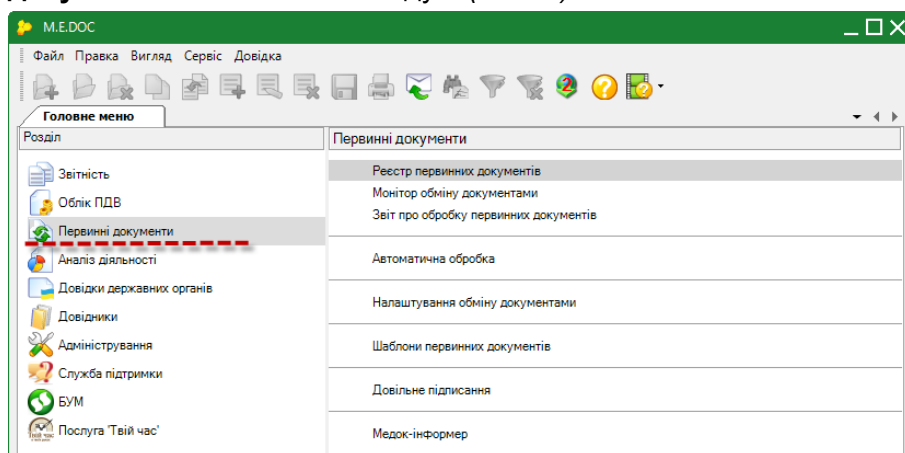 M.E.DOC
Файл Правка Вигляд Сервіс Довідка
Головне меню
Розділ
Первинні документи
Звітність
Облік ПДВ
Первинні документи
Аналіз діяльності
Довідки державних органів
Довідники
Адміністрування
Служба підтримки
БУМ
Послуга 'Твій час'
Реєстр первинних документів
Монітор обміну документами
Звіт про обробку первинних документів
Автоматична обробка
Налаштування обміну документами
Шаблони первинних документів
Довільне підписання
Медок-інформер